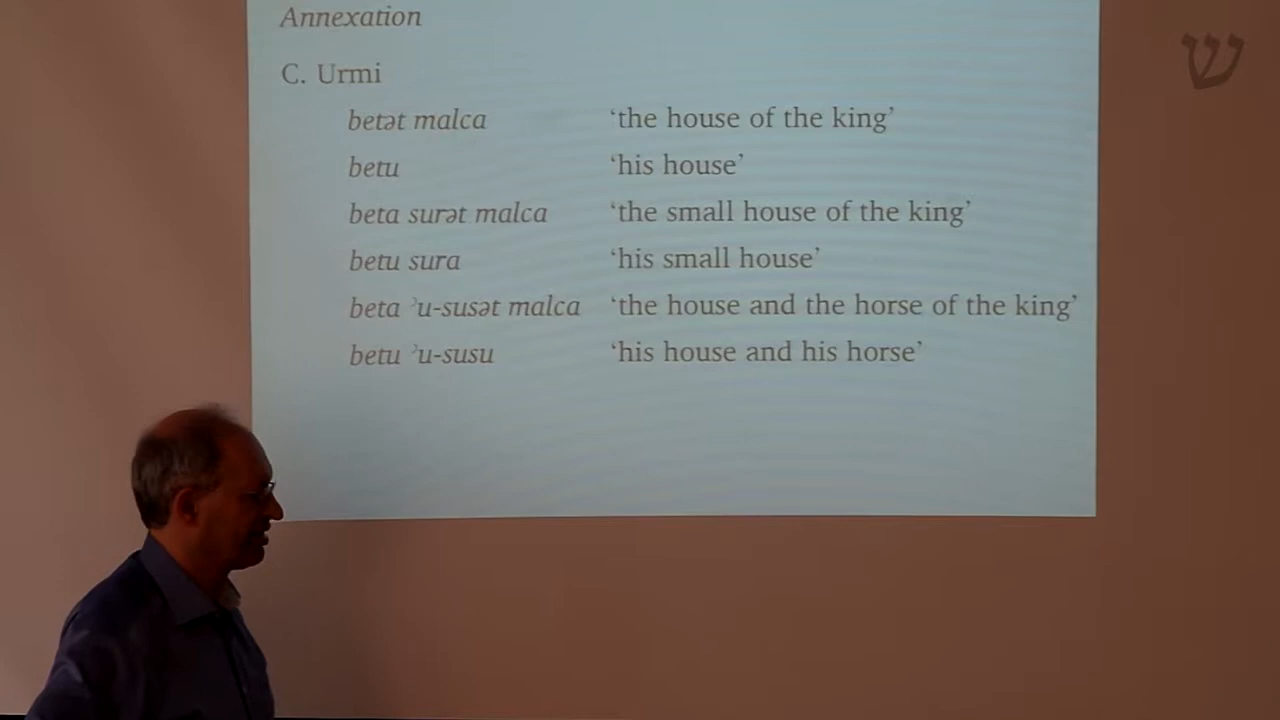 Annexation
C. Urmi
betət malca ‘the house of the king’
betu ‘his house’
beta surət malca ‘the small house of the king’
betu sura ‘his small house’
beta ʾu-susət malca ‘the house and the horse of the king’
betu ʾu-susu ‘his house and his horse’
ש